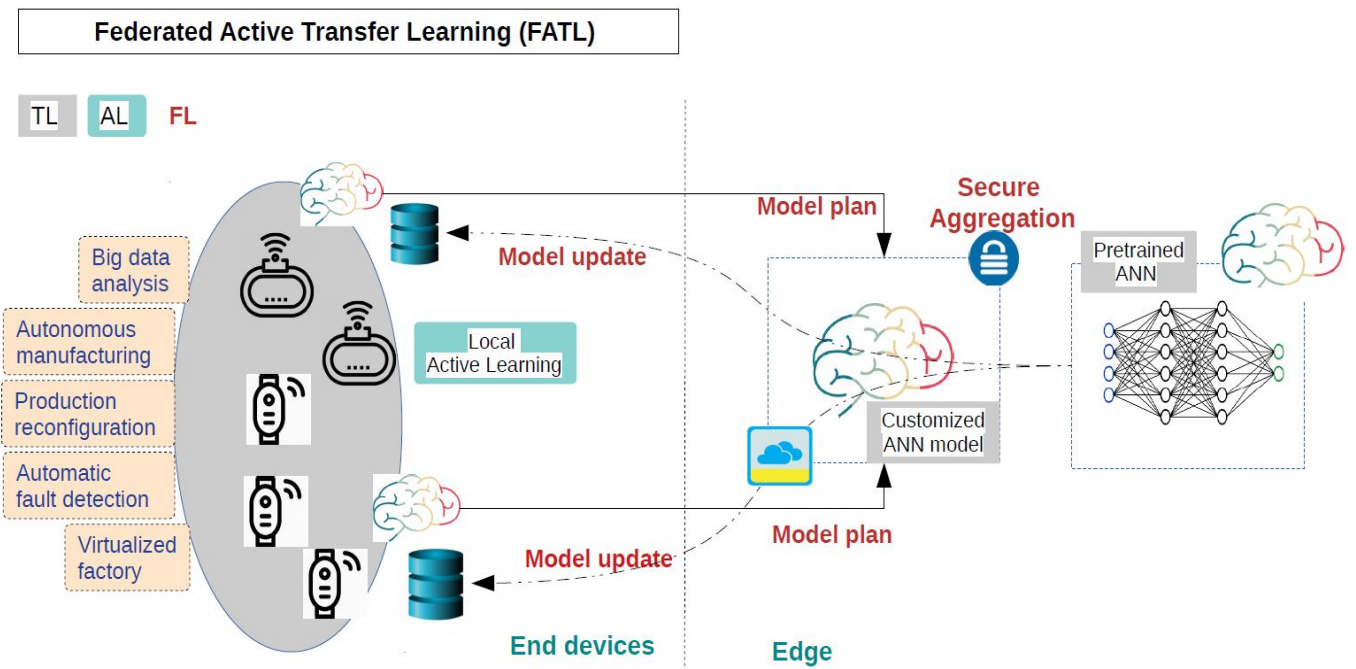 Federated Active Transfer Learning (FATL)
TL
AL
FL
Big data
analysis
Autonomous
manufacturing
Production
reconfiguration
Automatic
fault detection
Virtualized
factory
Local
Active Learning
Model plan
Model update
Secure
Aggregation
Pretrained
ANN
Customized
ANN model
Model plan
Model update
End devices
Edge